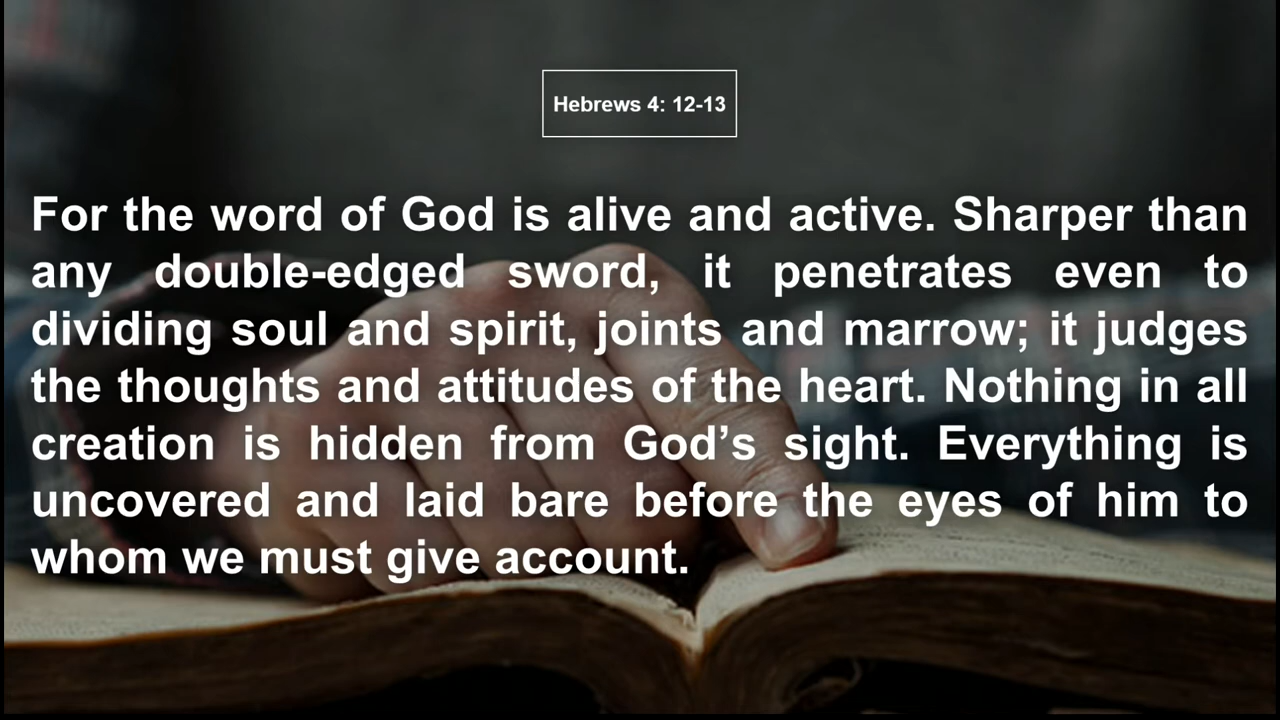 Hebrews 4: 12-13
For the word of God is alive and active. Sharper than
any double-edged sword, it penetrates even to
dividing soul and spirit, joints and marrow; it judges
the thoughts and attitudes of the heart. Nothing in all
creation is hidden from God’s sight. Everything is
uncovered and laid bare before the eyes of him to
whom we must give account.